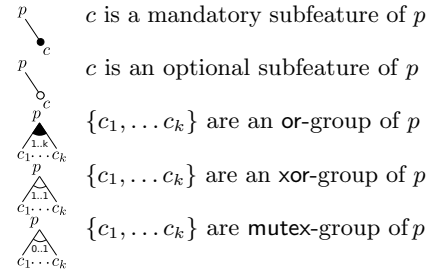 p
c
c is a mandatory subfeature of p
p
c
c is an optional subfeature of p
p
1..k
c₁...cₖ
{c₁, ... cₖ} are an or-group of p
p
1..1
c₁...cₖ
{c₁, ... cₖ} are an xor-group of p
p
0..1
c₁...cₖ
{c₁, ... cₖ} are mutex-group of p